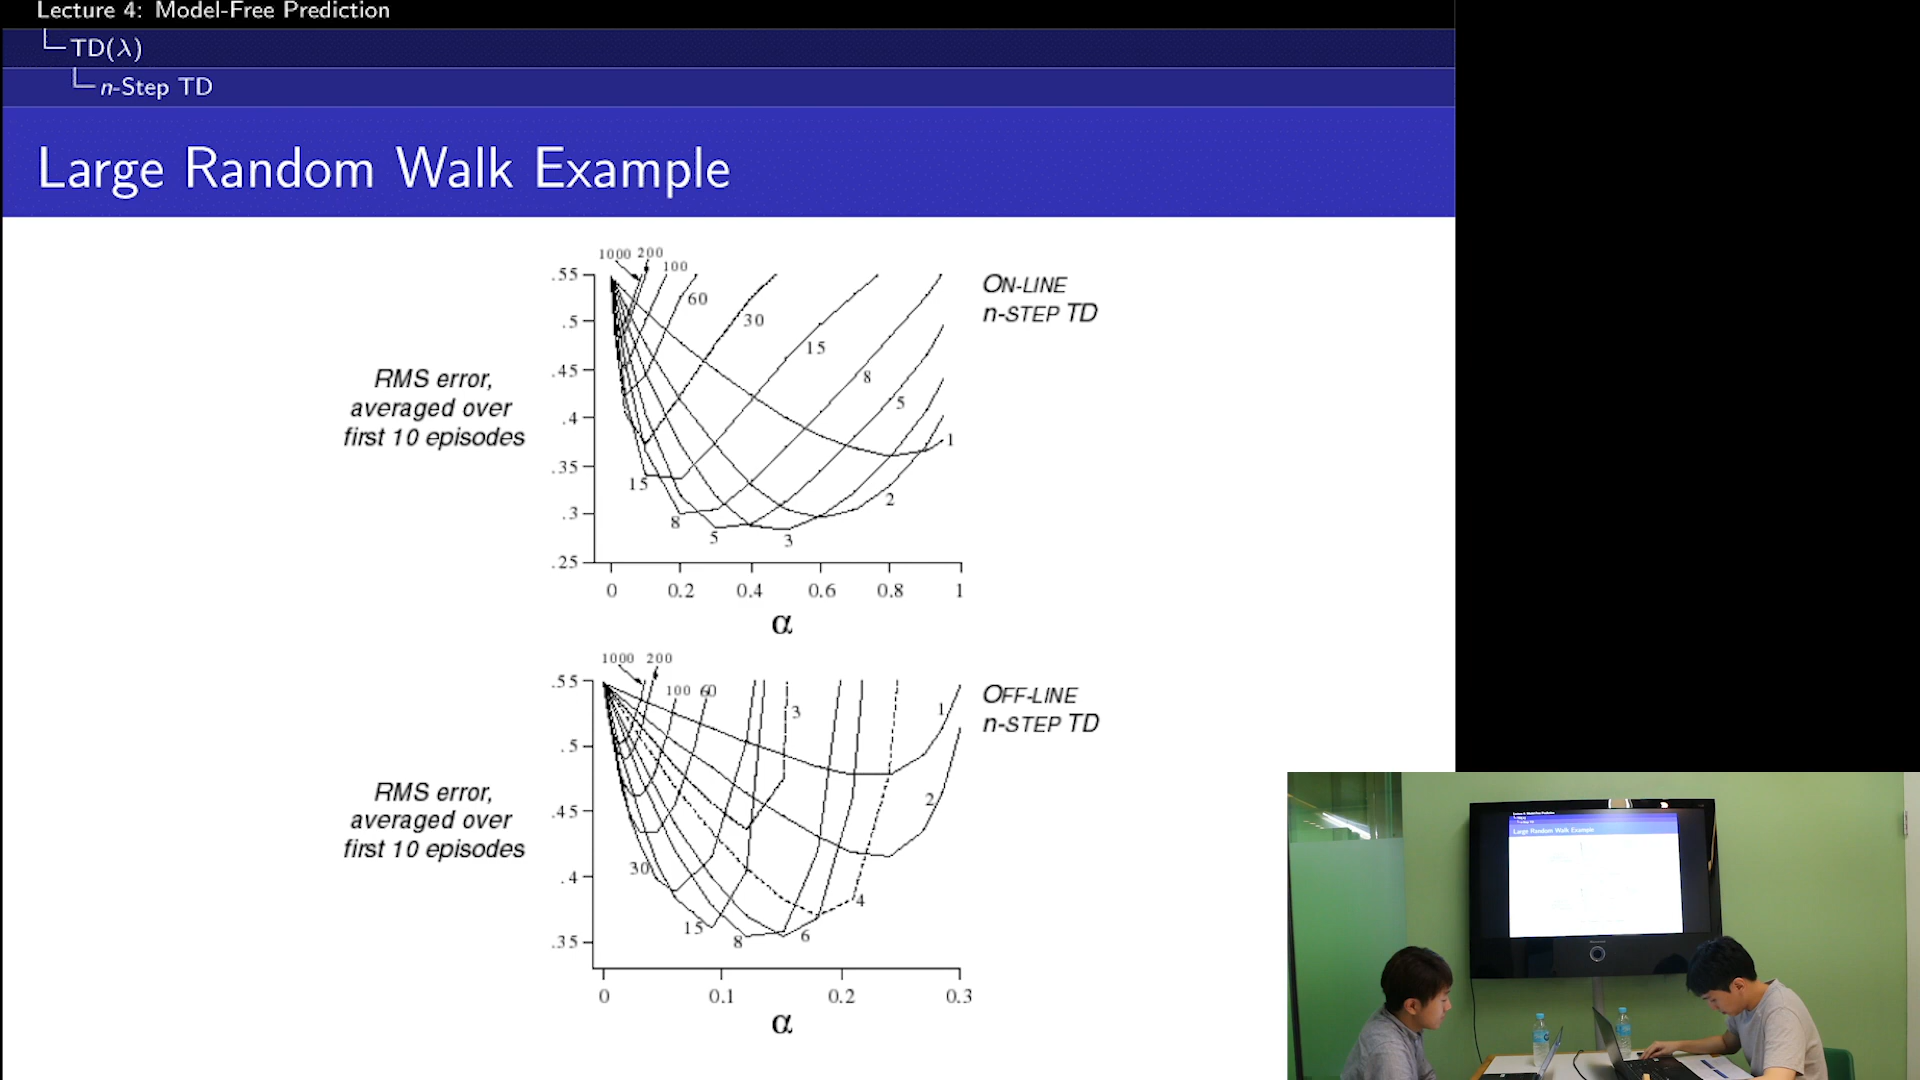 Lecture 4: Model-Free Prediction
TD(λ)
n-Step TD
Large Random Walk Example
1000 200
100
60
30
15
8
5
1
2
15
8
5
3
.55
.5
.45
.4
.35
.3
.25
0 0.2 0.4 0.6 0.8 1
α
RMS error,
averaged over
first 10 episodes
ON-LINE
n-STEP TD
1000 200
100 60
3
1
2
30
4
15
8
6
.55
.5
.45
.4
.35
0 0.1 0.2 0.3
α
RMS error,
averaged over
first 10 episodes
OFF-LINE
n-STEP TD
Large Random Walk Example